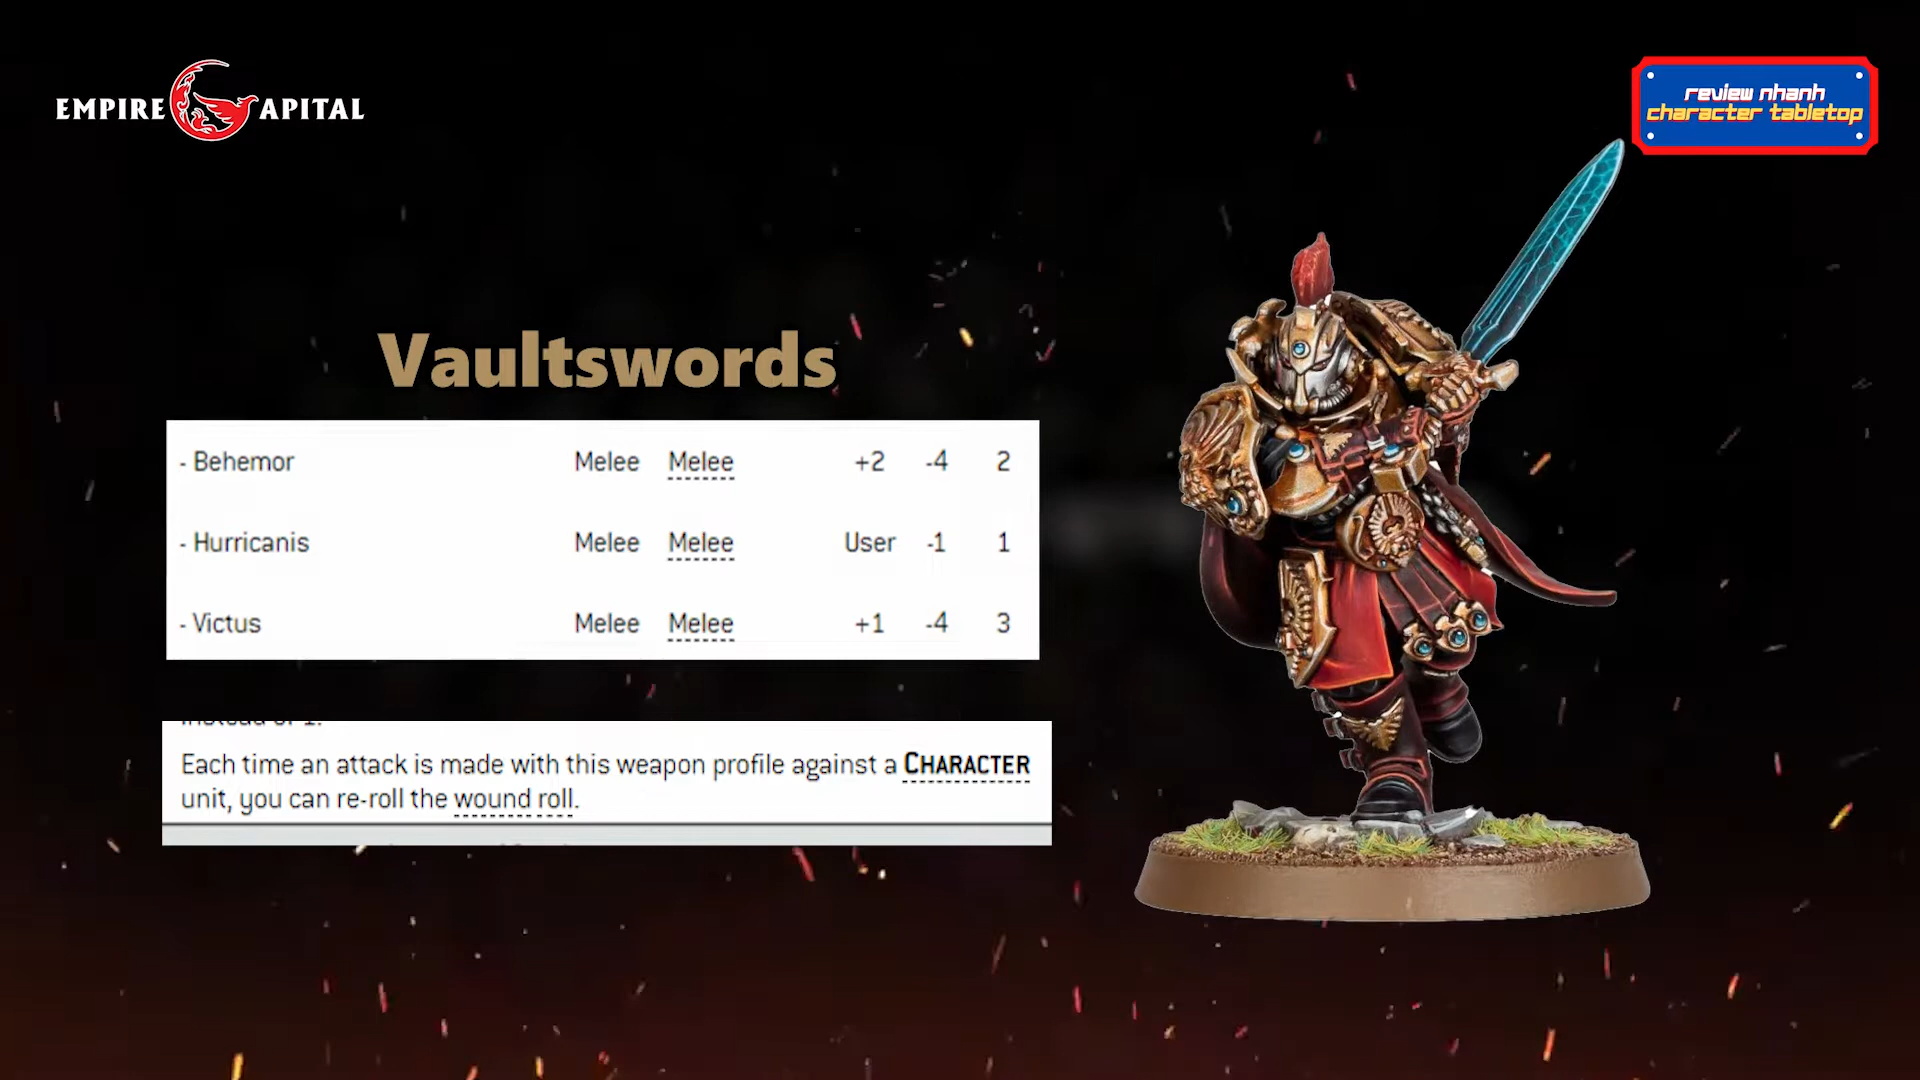 EMPIRE CAPITAL
review nhanh
character tabletop
Vaultswords
- Behemor Melee Melee +2 -4 2
- Hurricanis Melee Melee User -1 1
- Victus Melee Melee +1 -4 3
Each time an attack is made with this weapon profile against a CHARACTER
unit, you can re-roll the wound roll.